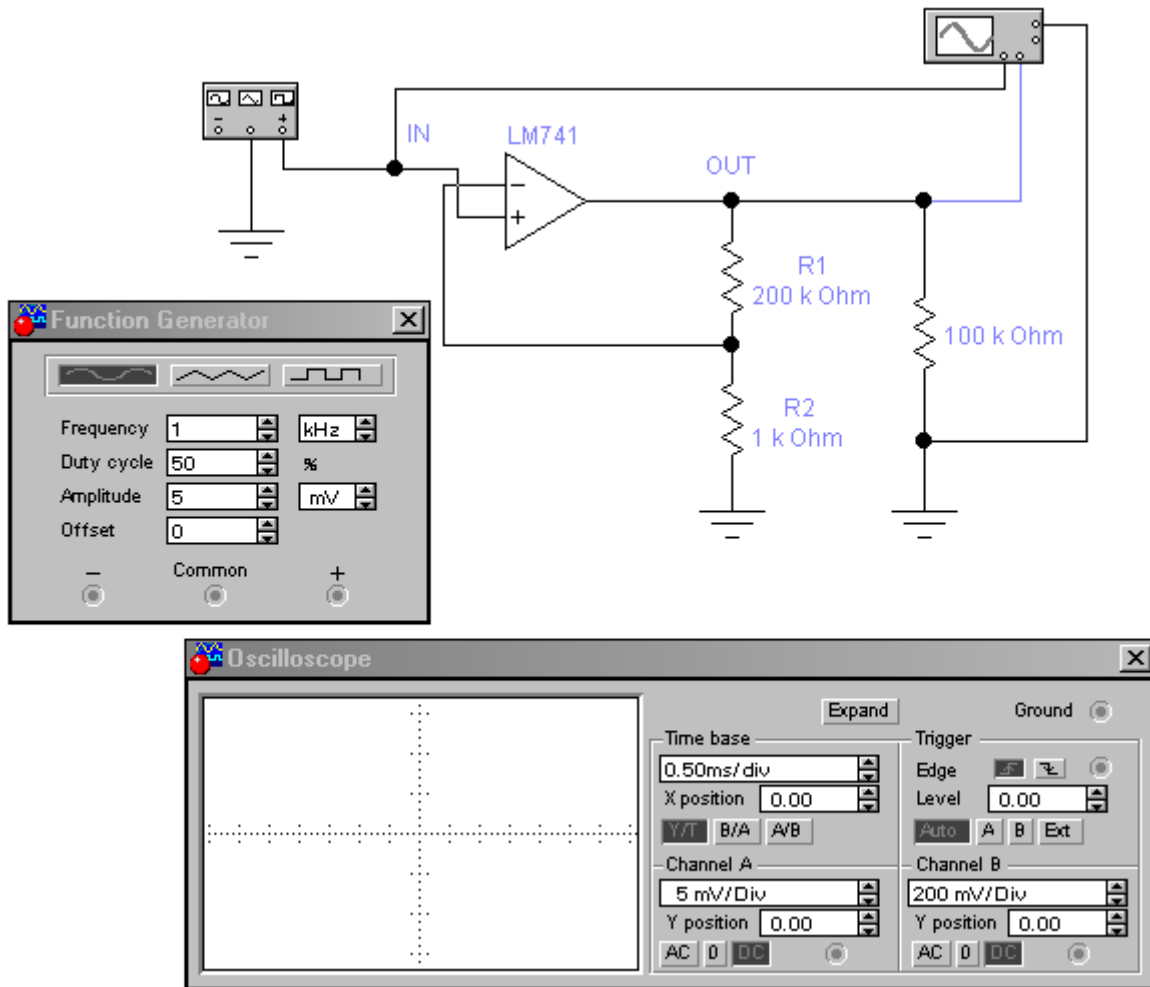 IN
LM741
OUT
− +
−
+
R1
200 k Ohm
100 k Ohm
R2
1 k Ohm
Function Generator
Frequency 1 kHz
Duty cycle 50 %
Amplitude 5 mV
Offset 0
− Common +
Oscilloscope
Expand Ground
Time base
0.50ms/div
X position 0.00
Y/T B/A A/B
Trigger
Edge
Level 0.00
Auto A B Ext
Channel A
5 mV/Div
Y position 0.00
AC 0 DC
Channel B
200 mV/Div
Y position 0.00
AC 0 DC